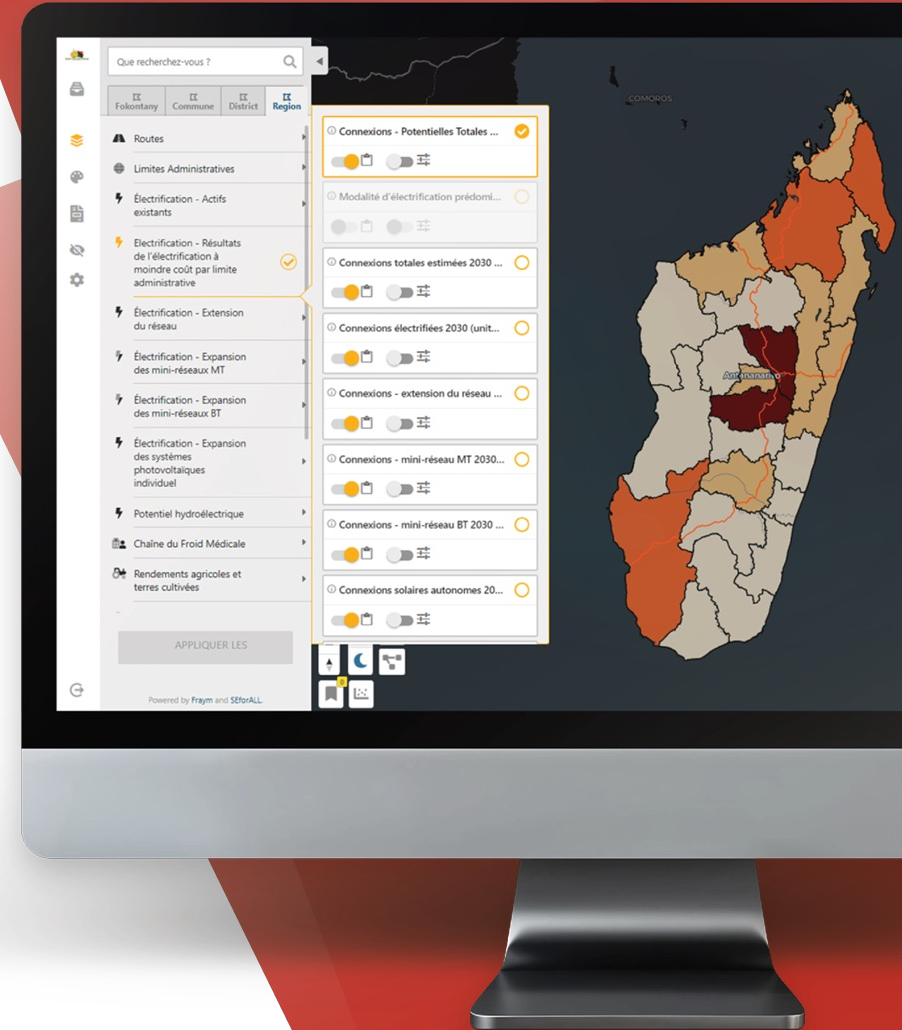 Que recherchez-vous ?
Fokontany
Commune
District
Region
Routes
Limites Administratives
Électrification - Actifs
existants
Electrification - Résultats
de l'électrification à
moindre coût par limite
administrative
Électrification - Extension
du réseau
Électrification - Expansion
des mini-réseaux MT
Électrification - Expansion
des mini-réseaux BT
Électrification - Expansion
des systèmes
photovoltaïques
individuel
Potentiel hydroélectrique
Chaîne du Froid Médicale
Rendements agricoles et
terres cultivées
APPLIQUER LES
Powered by Fraym and SEforALL.
Connexions - Potentielles Totales ...
Modalité d'électrification prédomi...
Connexions totales estimées 2030 ...
Connexions électrifiées 2030 (unit...
Connexions - extension du réseau ...
Connexions - mini-réseau MT 2030...
Connexions - mini-réseau BT 2030 ...
Connexions solaires autonomes 20...
0
COMOROS
Antananarivo